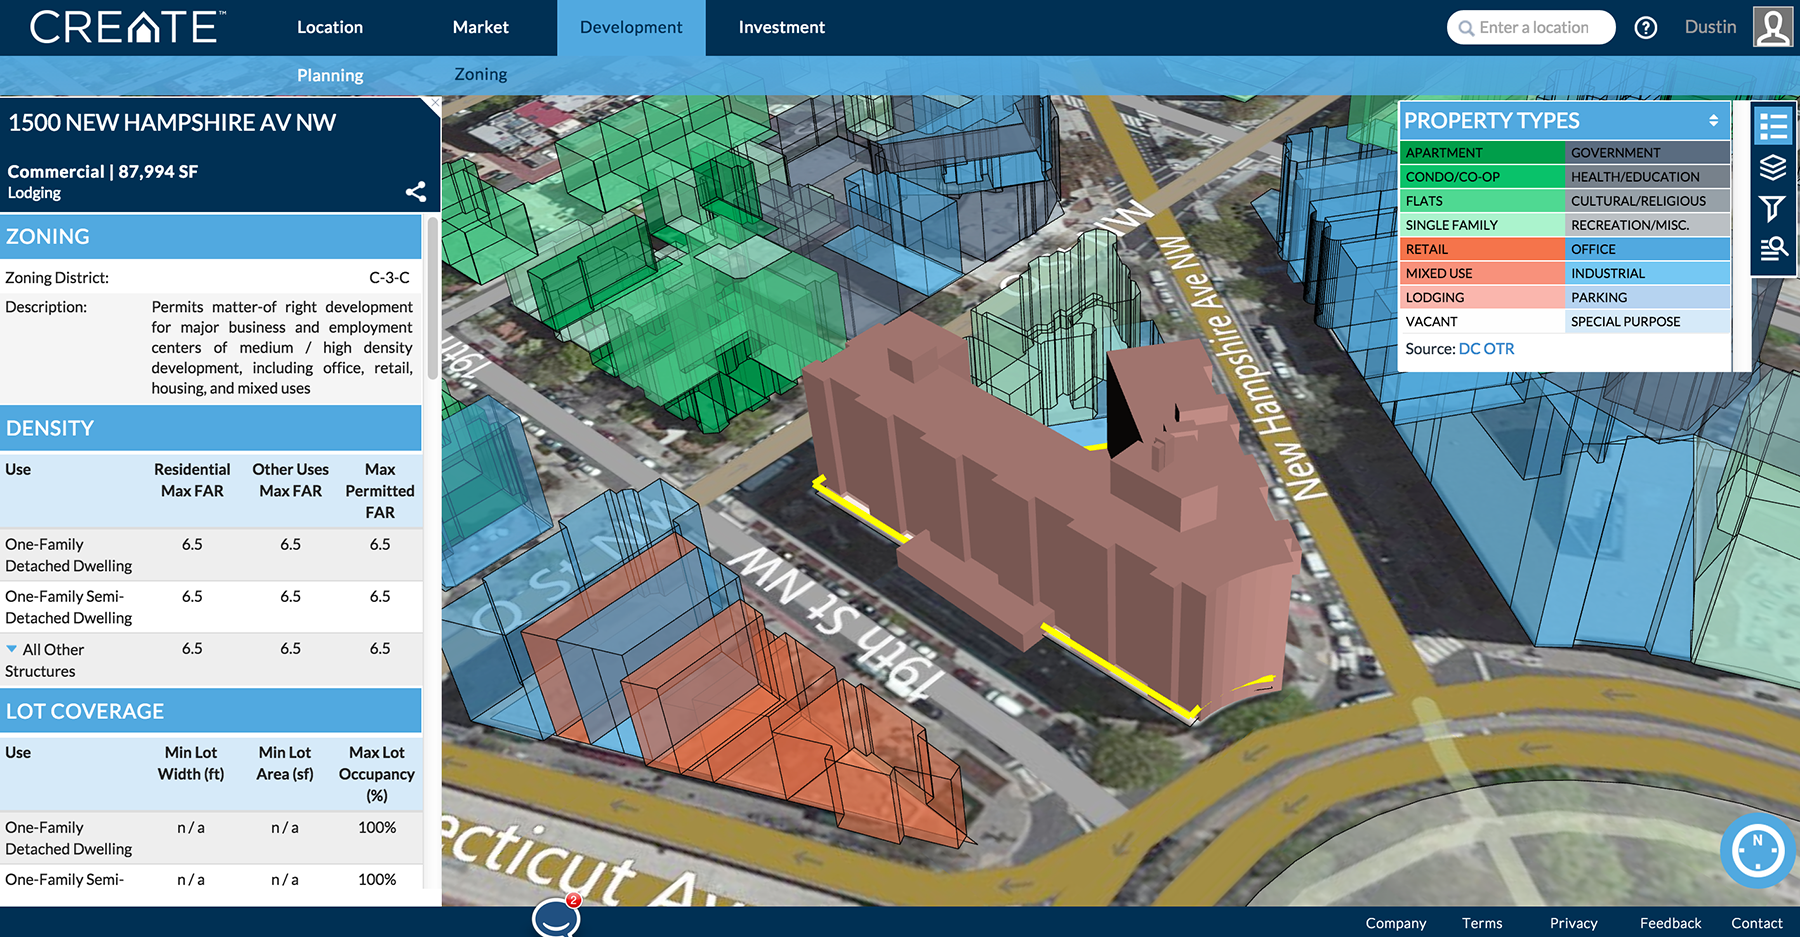 CREATE™
Location
Market
Development
Investment
Enter a location
?
Dustin
Planning
Zoning
1500 NEW HAMPSHIRE AV NW
Commercial | 87,994 SF
Lodging
ZONING
Zoning District: C-3-C
Description: Permits matter-of right development
for major business and employment
centers of medium / high density
development, including office, retail,
housing, and mixed uses
DENSITY
Use Residential Other Uses Max
Max FAR Max FAR Permitted
FAR
One-Family 6.5 6.5 6.5
Detached Dwelling
One-Family Semi- 6.5 6.5 6.5
Detached Dwelling
All Other 6.5 6.5 6.5
Structures
LOT COVERAGE
Use Min Lot Min Lot Max Lot
Width (ft) Area (sf) Occupancy
(%)
One-Family n / a n / a 100%
Detached Dwelling
One-Family Semi- n / a n / a 100%
PROPERTY TYPES
APARTMENT GOVERNMENT
CONDO/CO-OP HEALTH/EDUCATION
FLATS CULTURAL/RELIGIOUS
SINGLE FAMILY RECREATION/MISC.
RETAIL OFFICE
MIXED USE INDUSTRIAL
LODGING PARKING
VACANT SPECIAL PURPOSE
Source: DC OTR
NW
New Hampshire Ave NW
19th
O St NW
19th St NW
ecticut Av
N
2
Company
Terms
Privacy
Feedback
Contact